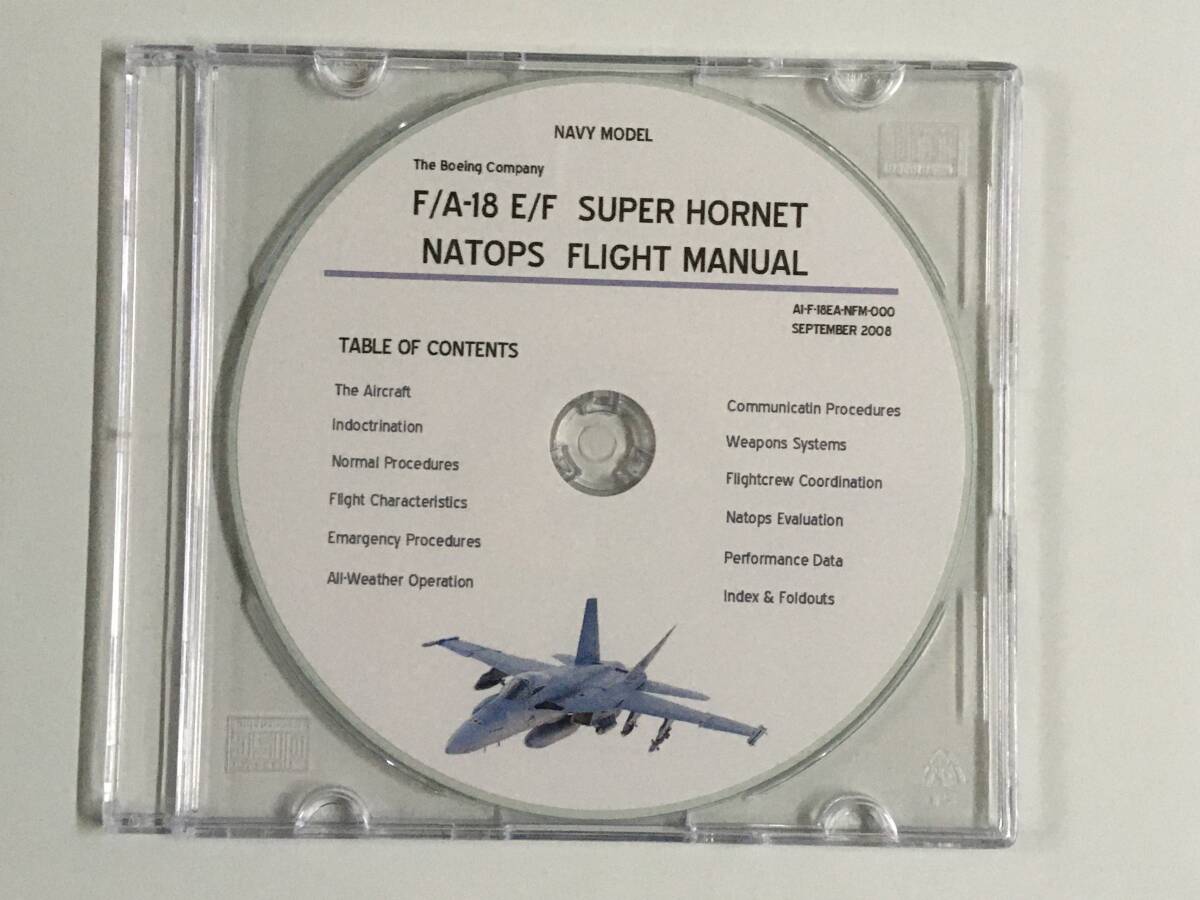 NAVY MODEL
The Boeing Company
F/A-18 E/F SUPER HORNET
NATOPS FLIGHT MANUAL
A1-F-18EA-NFM-000
SEPTEMBER 2008
TABLE OF CONTENTS
The Aircraft
Indoctrination
Normal Procedures
Flight Characteristics
Emargency Procedures
All-Weather Operation
Communicatin Procedures
Weapons Systems
Flightcrew Coordination
Natops Evaluation
Performance Data
Index & Foldouts